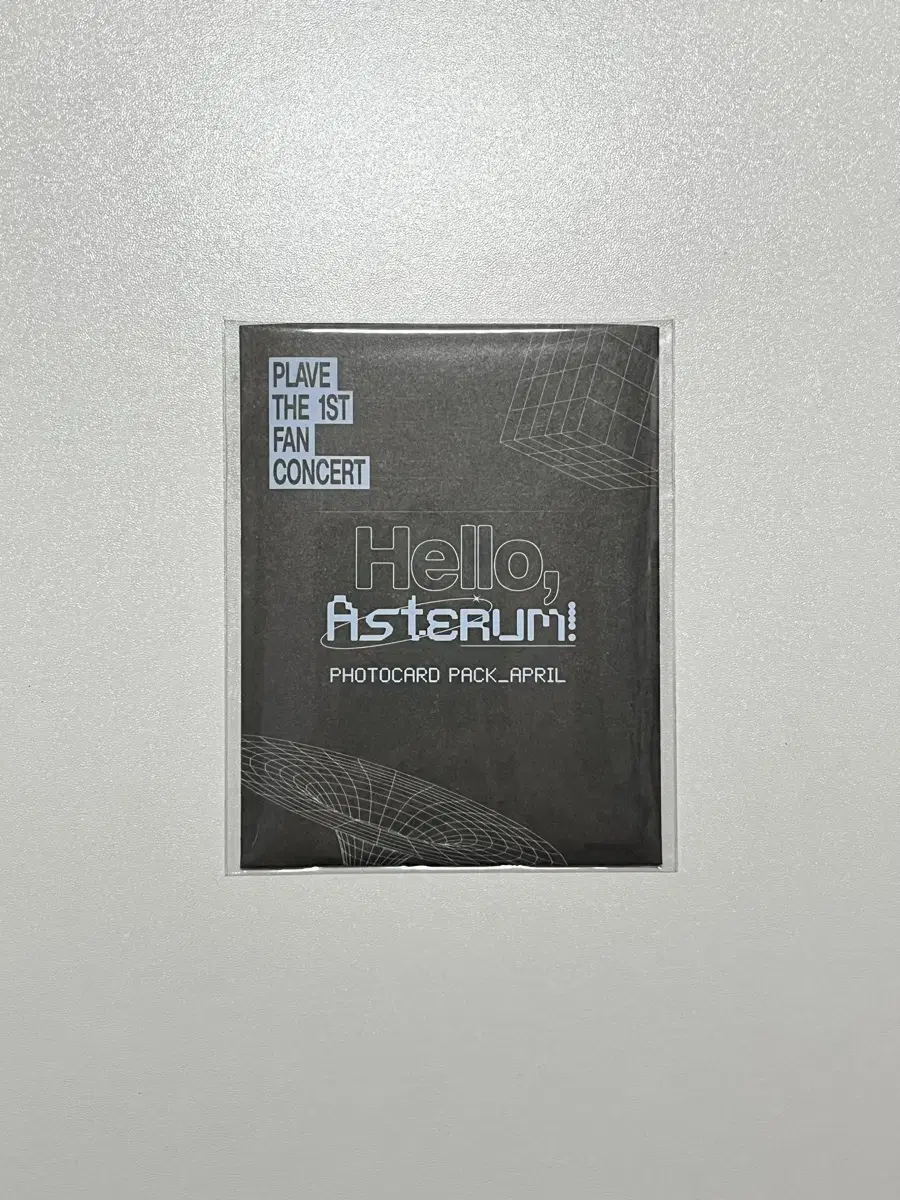 PLAVE
THE 1ST
FAN
CONCERT
Hello,
Asterum!
PHOTOCARD PACK_APRIL